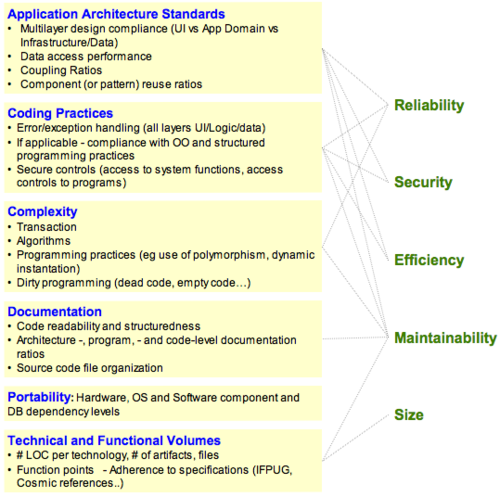 Application Architecture Standards
• Multilayer design compliance (UI vs App Domain vs
Infrastructure/Data)
• Data access performance
• Coupling Ratios
• Component (or pattern) reuse ratios
Coding Practices
• Error/exception handling (all layers UI/Logic/data)
• If applicable - compliance with OO and structured
programming practices
• Secure controls (access to system functions, access
controls to programs)
Complexity
• Transaction
• Algorithms
• Programming practices (eg use of polymorphism, dynamic
instantation)
• Dirty programming (dead code, empty code…)
Documentation
• Code readability and structuredness
• Architecture -, program, - and code-level documentation
ratios
• Source code file organization
Portability: Hardware, OS and Software component and
DB dependency levels
Technical and Functional Volumes
• # LOC per technology, # of artifacts, files
• Function points - Adherence to specifications (IFPUG,
Cosmic references..)
Reliability
Security
Efficiency
Maintainability
Size